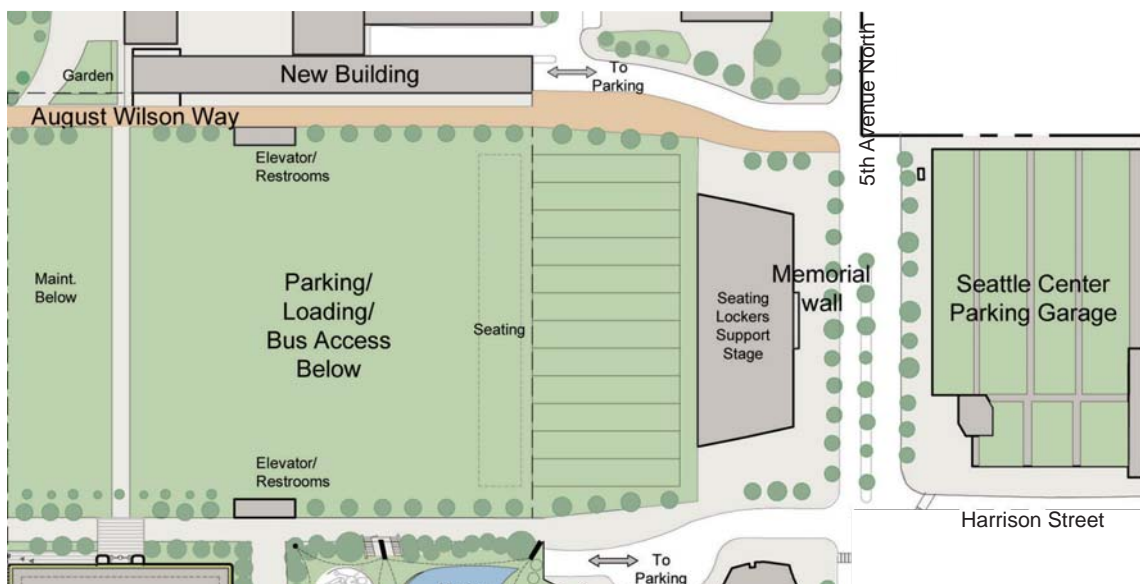 Garden
New Building
To
Parking
5th Avenue North
August Wilson Way
Elevator/
Restrooms
Maint.
Below
Parking/
Loading/
Bus Access
Below
Seating
Seating
Lockers
Support
Stage
Memorial
wall
Seattle Center
Parking Garage
Elevator/
Restrooms
Harrison Street
To
Parking